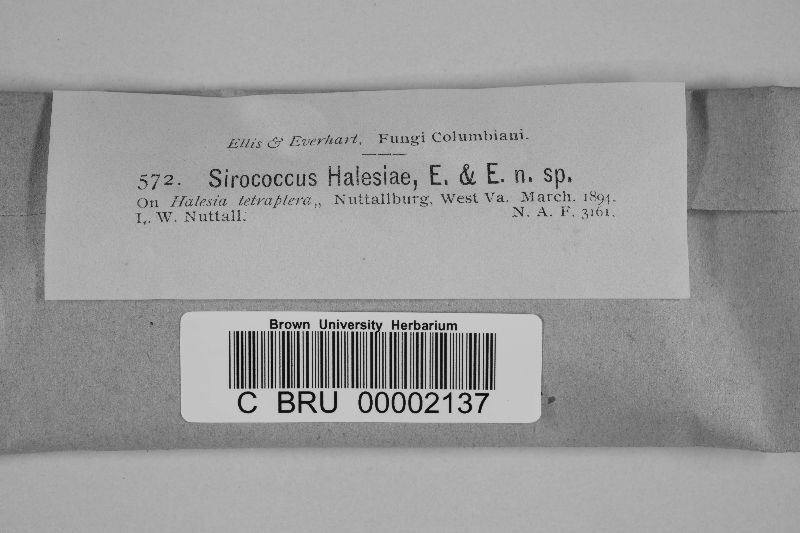 Ellis & Everhart, Fungi Columbiani.
572. Sirococcus Halesiae, E. & E. n. sp.
On Halesia tetraptera,, Nuttallburg, West Va. March. 1894.
L. W. Nuttall. N. A. F. 3161.
Brown University Herbarium
C BRU 00002137